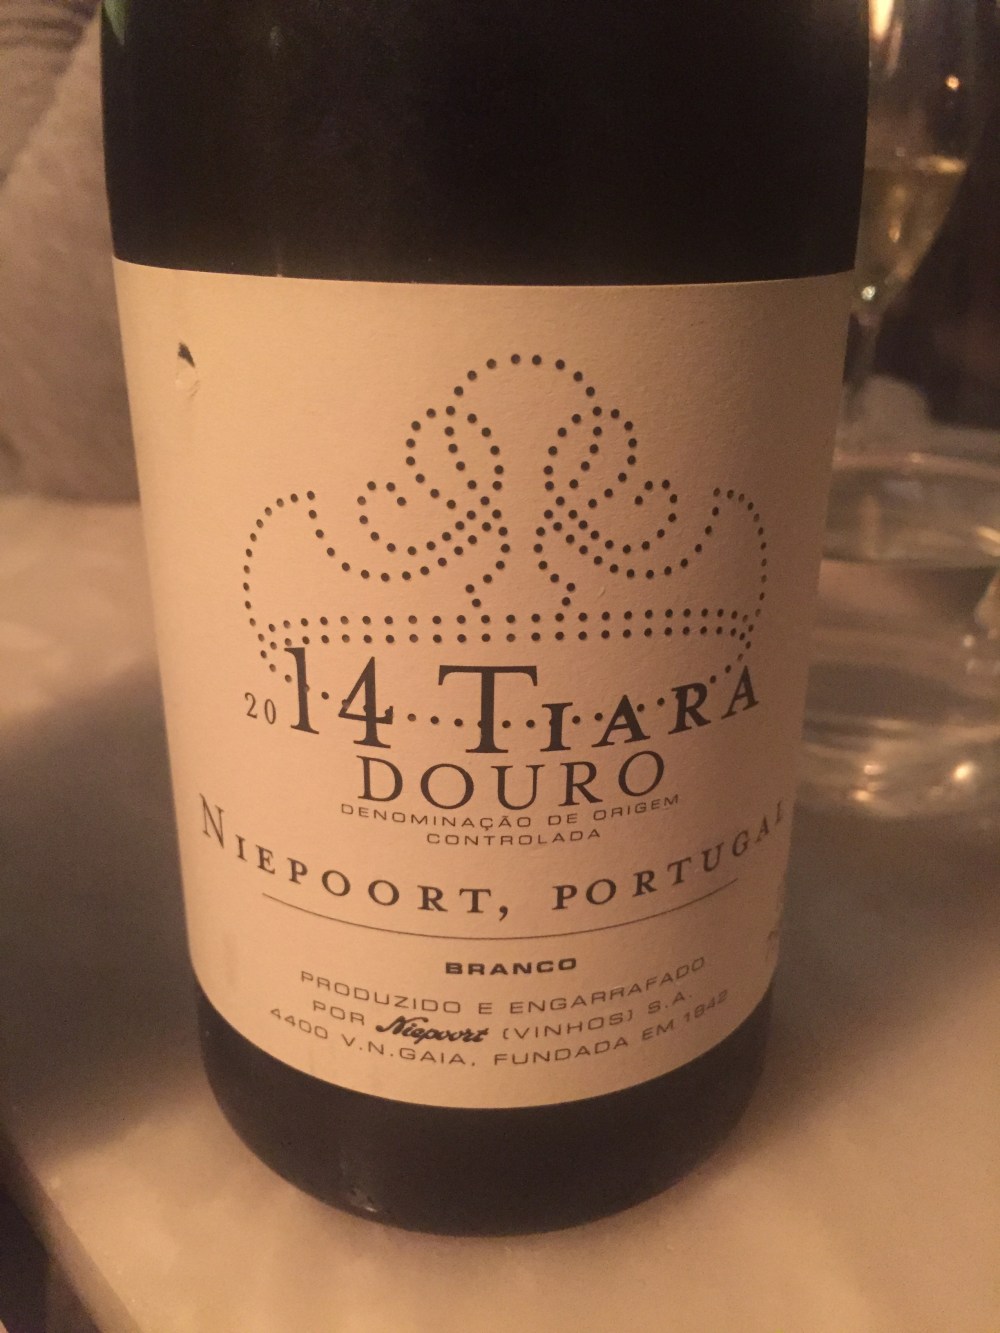 2014 TIARA
DOURO
DENOMINAÇÃO DE ORIGEM
CONTROLADA
NIEPOORT, PORTUGAL
BRANCO
PRODUZIDO E ENGARRAFADO
POR Niepoort (VINHOS) S.A.
4400 V.N.GAIA, FUNDADA EM 1842